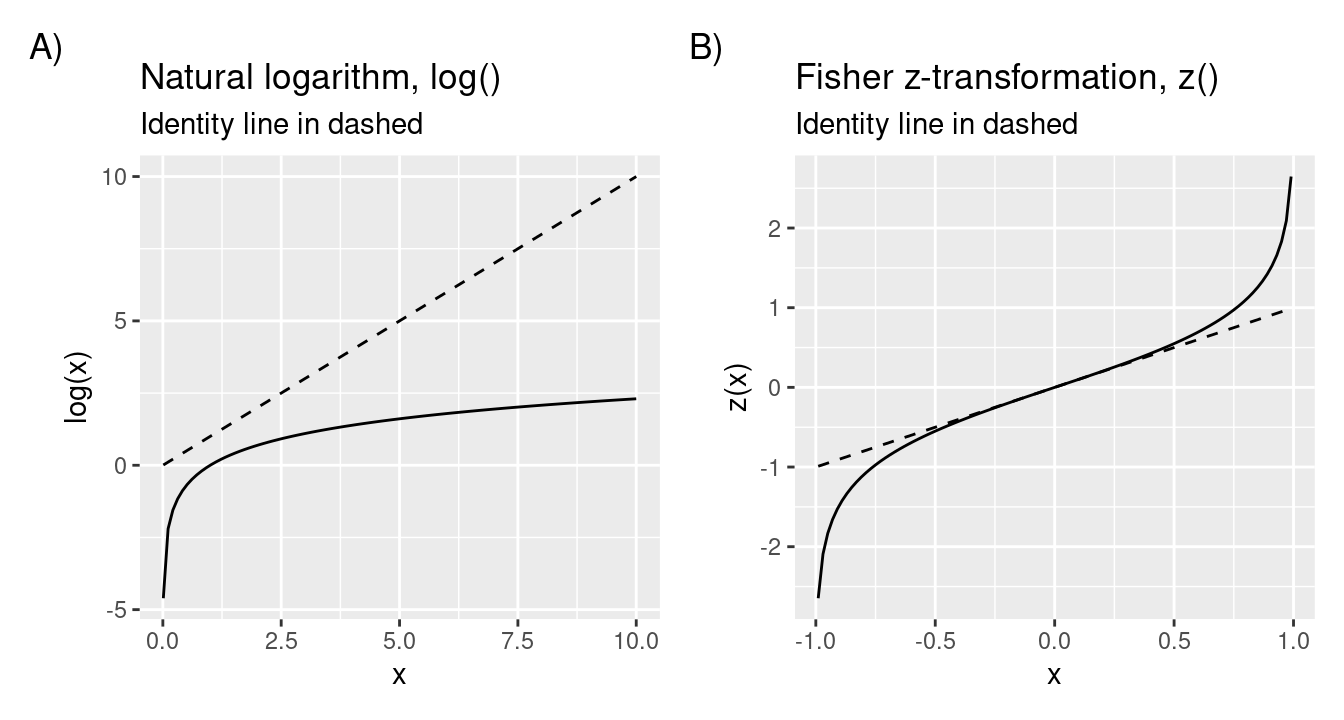 A)
Natural logarithm, log()
Identity line in dashed
10
5
0
-5
log(x)
0.0 2.5 5.0 7.5 10.0
x
B)
Fisher z-transformation, z()
Identity line in dashed
2
1
0
-1
-2
z(x)
-1.0 -0.5 0.0 0.5 1.0
x